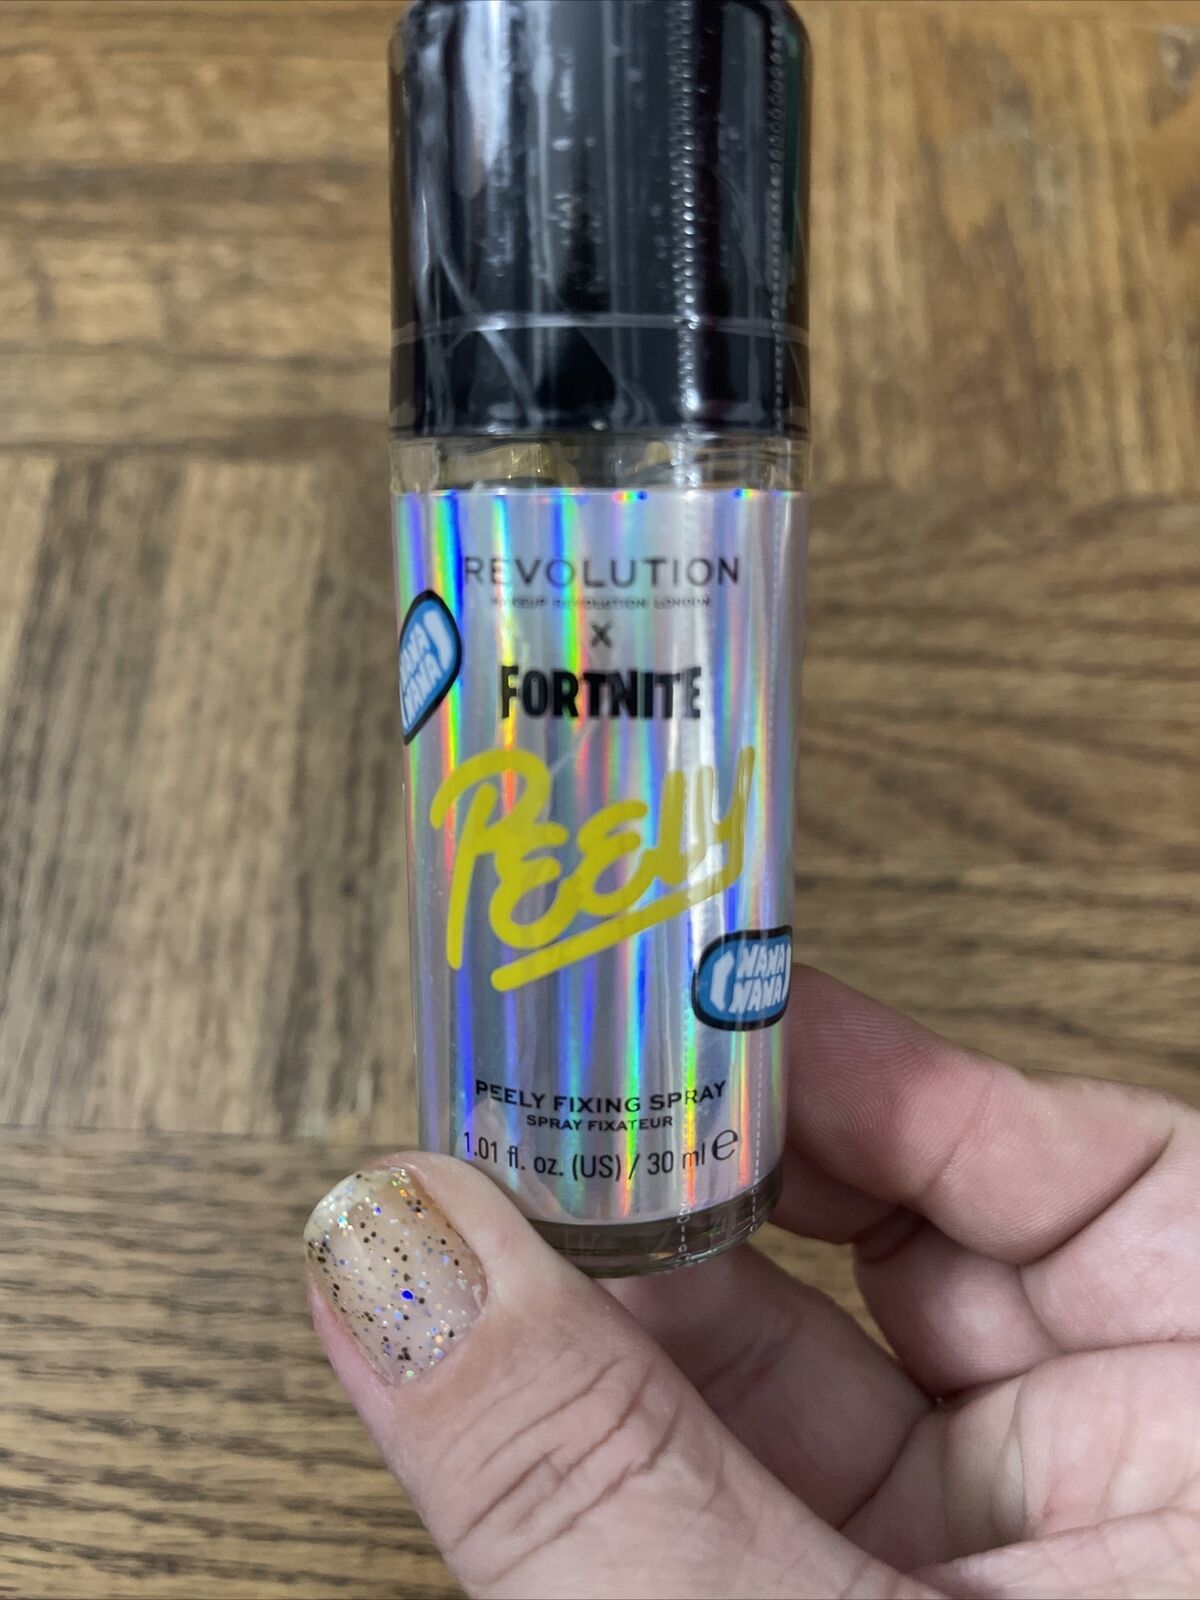 REVOLUTION
MAKEUP REVOLUTION LONDON
X
FORTNITE
PEELY
NANA
NANA
NANA
NANA
PEELY FIXING SPRAY
SPRAY FIXATEUR
1.01 fl. oz. (US) / 30 ml e